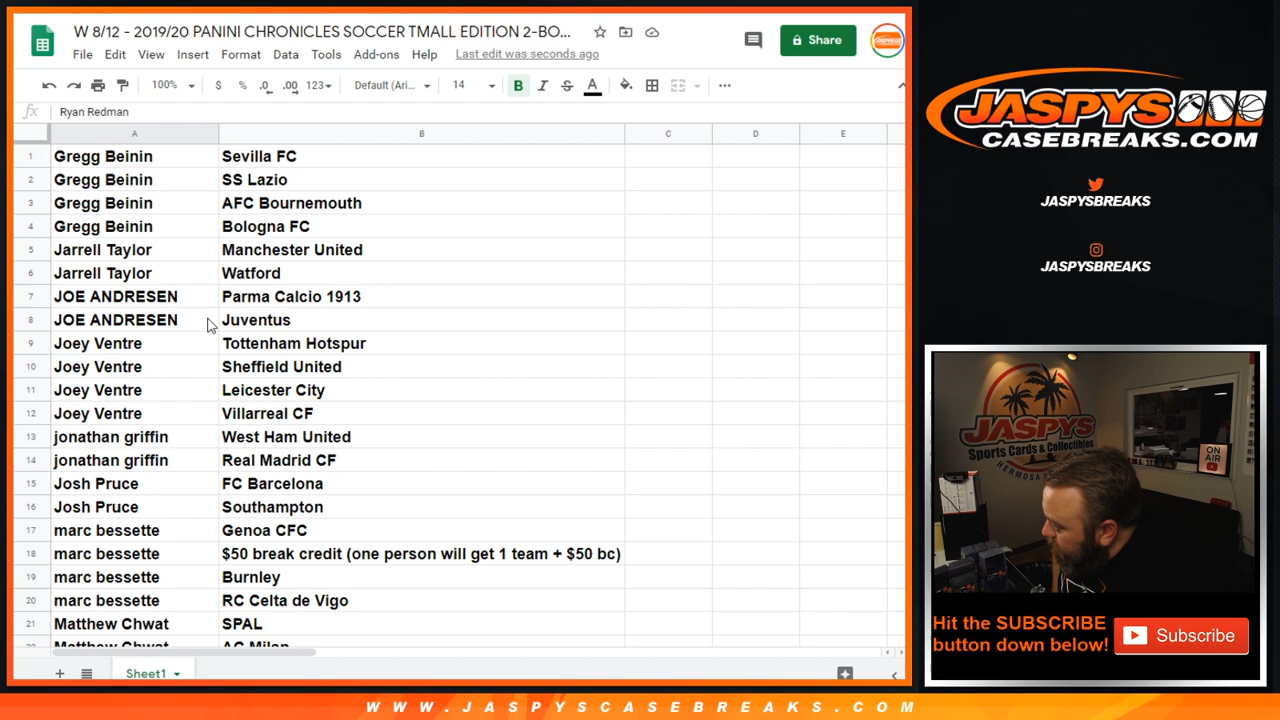 W 8/12 - 2019/20 PANINI CHRONICLES SOCCER TMALL EDITION 2-BO...
File Edit View Insert Format Data Tools Add-ons Help Last edit was seconds ago
Share
100% $ % .0 .00 123 Default (Ari... 14 B I S A
fx Ryan Redman
A B C D E
1 Gregg Beinin Sevilla FC
2 Gregg Beinin SS Lazio
3 Gregg Beinin AFC Bournemouth
4 Gregg Beinin Bologna FC
5 Jarrell Taylor Manchester United
6 Jarrell Taylor Watford
7 JOE ANDRESEN Parma Calcio 1913
8 JOE ANDRESEN Juventus
9 Joey Ventre Tottenham Hotspur
10 Joey Ventre Sheffield United
11 Joey Ventre Leicester City
12 Joey Ventre Villarreal CF
13 jonathan griffin West Ham United
14 jonathan griffin Real Madrid CF
15 Josh Pruce FC Barcelona
16 Josh Pruce Southampton
17 marc bessette Genoa CFC
18 marc bessette $50 break credit (one person will get 1 team + $50 bc)
19 marc bessette Burnley
20 marc bessette RC Celta de Vigo
21 Matthew Chwat SPAL
22 Matthew Chwat AC Milan
Sheet1
JASPYS
CASEBREAKS.COM
JASPYSBREAKS
JASPYSBREAKS
JASPYS
Sports Cards & Collectibles
HERMOSA
ON
AIR
Hit the SUBSCRIBE
button down below!
Subscribe
WWW.JASPYSCASEBREAKS.COM